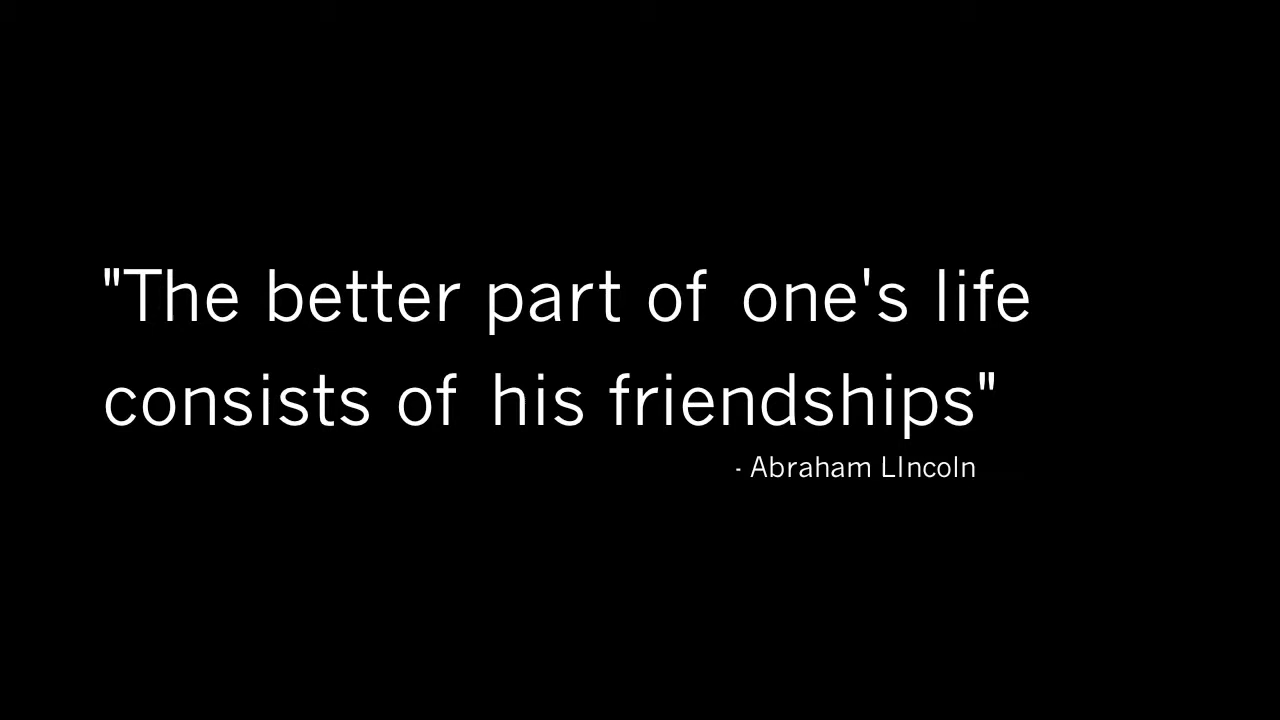 "The better part of one's life
consists of his friendships"
- Abraham LIncoln